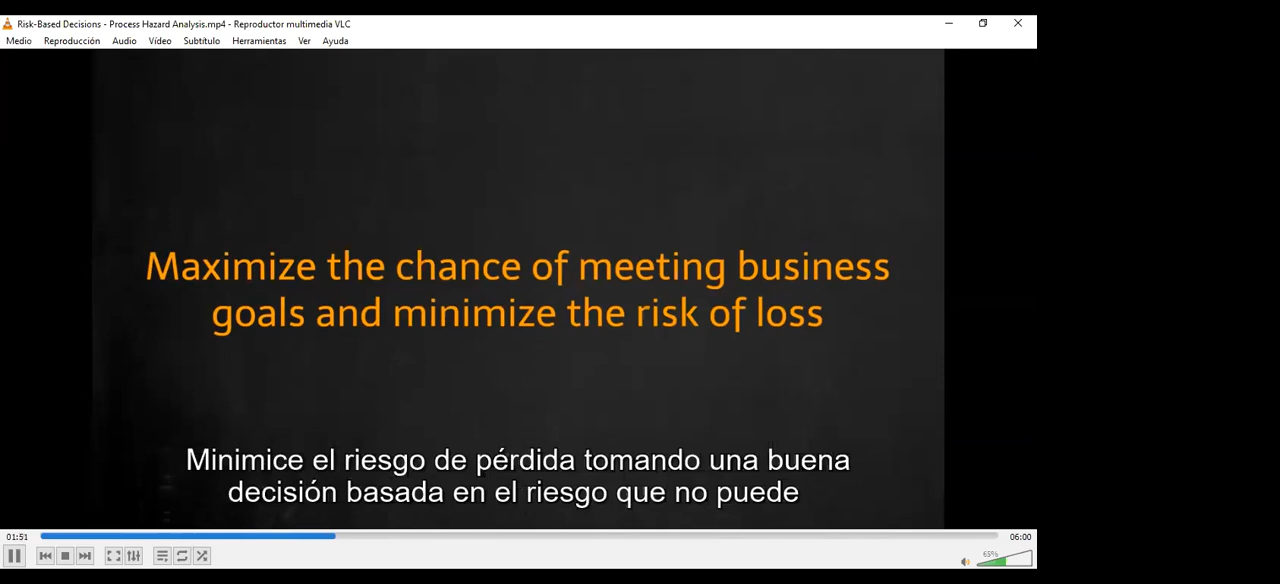 Risk-Based Decisions - Process Hazard Analysis.mp4 - Reproductor multimedia VLC
Medio Reproducción Audio Vídeo Subtítulo Herramientas Ver Ayuda
Maximize the chance of meeting business
goals and minimize the risk of loss
Minimice el riesgo de pérdida tomando una buena
decisión basada en el riesgo que no puede
01:51 06:00
65%